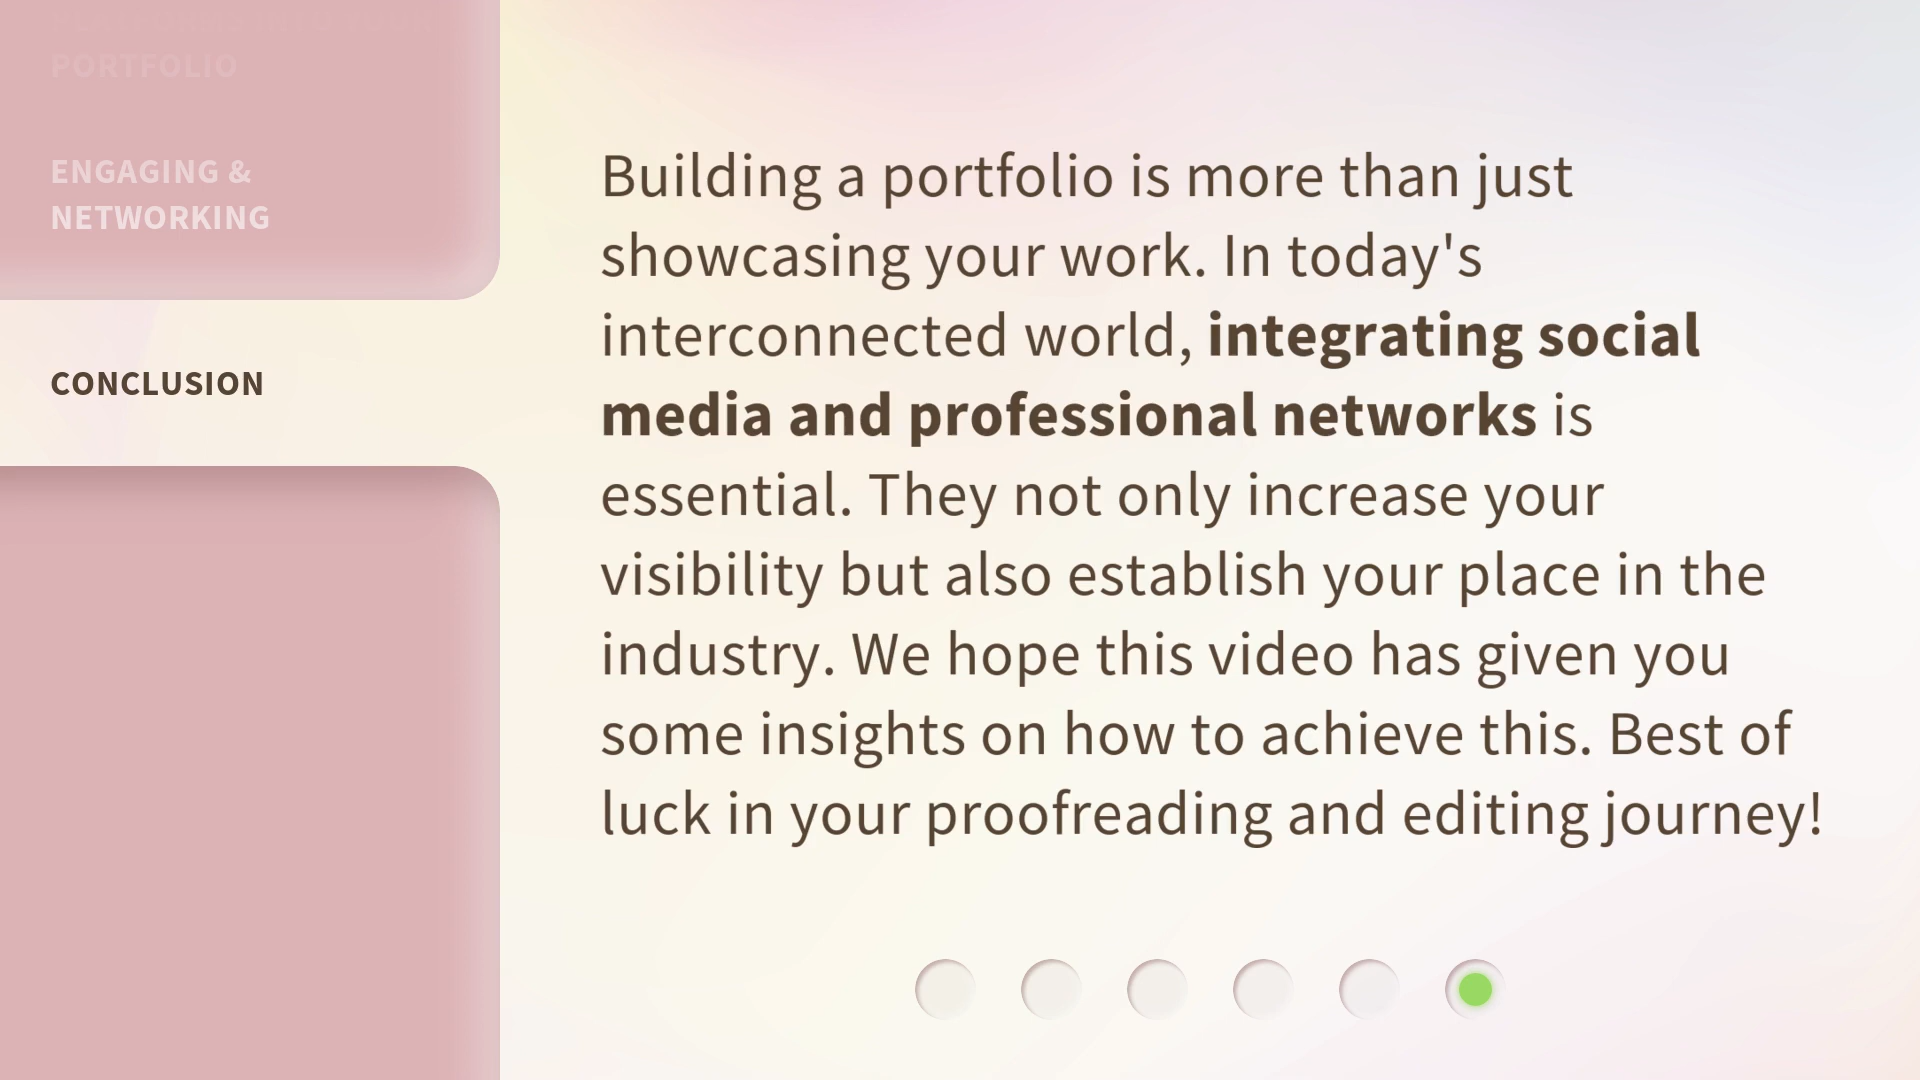 PORTFOLIO
ENGAGING &
NETWORKING
CONCLUSION
Building a portfolio is more than just
showcasing your work. In today's
interconnected world, integrating social
media and professional networks is
essential. They not only increase your
visibility but also establish your place in the
industry. We hope this video has given you
some insights on how to achieve this. Best of
luck in your proofreading and editing journey!